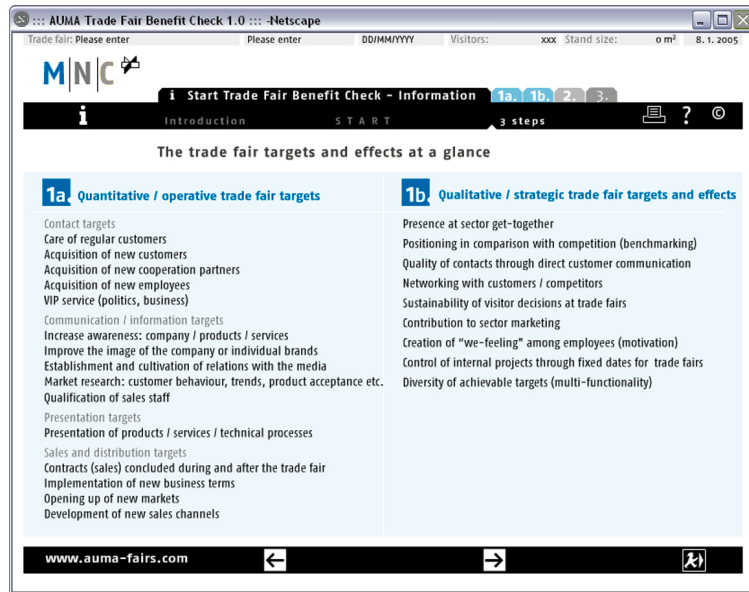 ::: AUMA Trade Fair Benefit Check 1.0 ::: -Netscape
Trade fair: Please enter Please enter DD/MM/YYYY Visitors: xxx Stand size: 0 m² 8. 1. 2005
M|N|C
i Start Trade Fair Benefit Check – Information 1a. 1b. 2. 3.
i Introduction START 3 steps ? ©
The trade fair targets and effects at a glance
1a. Quantitative / operative trade fair targets
Contact targets
Care of regular customers
Acquisition of new customers
Acquisition of new cooperation partners
Acquisition of new employees
VIP service (politics, business)
Communication / information targets
Increase awareness: company / products / services
Improve the image of the company or individual brands
Establishment and cultivation of relations with the media
Market research: customer behaviour, trends, product acceptance etc.
Qualification of sales staff
Presentation targets
Presentation of products / services / technical processes
Sales and distribution targets
Contracts (sales) concluded during and after the trade fair
Implementation of new business terms
Opening up of new markets
Development of new sales channels
1b. Qualitative / strategic trade fair targets and effects
Presence at sector get-together
Positioning in comparison with competition (benchmarking)
Quality of contacts through direct customer communication
Networking with customers / competitors
Sustainability of visitor decisions at trade fairs
Contribution to sector marketing
Creation of “we-feeling” among employees (motivation)
Control of internal projects through fixed dates for trade fairs
Diversity of achievable targets (multi-functionality)
www.auma-fairs.com